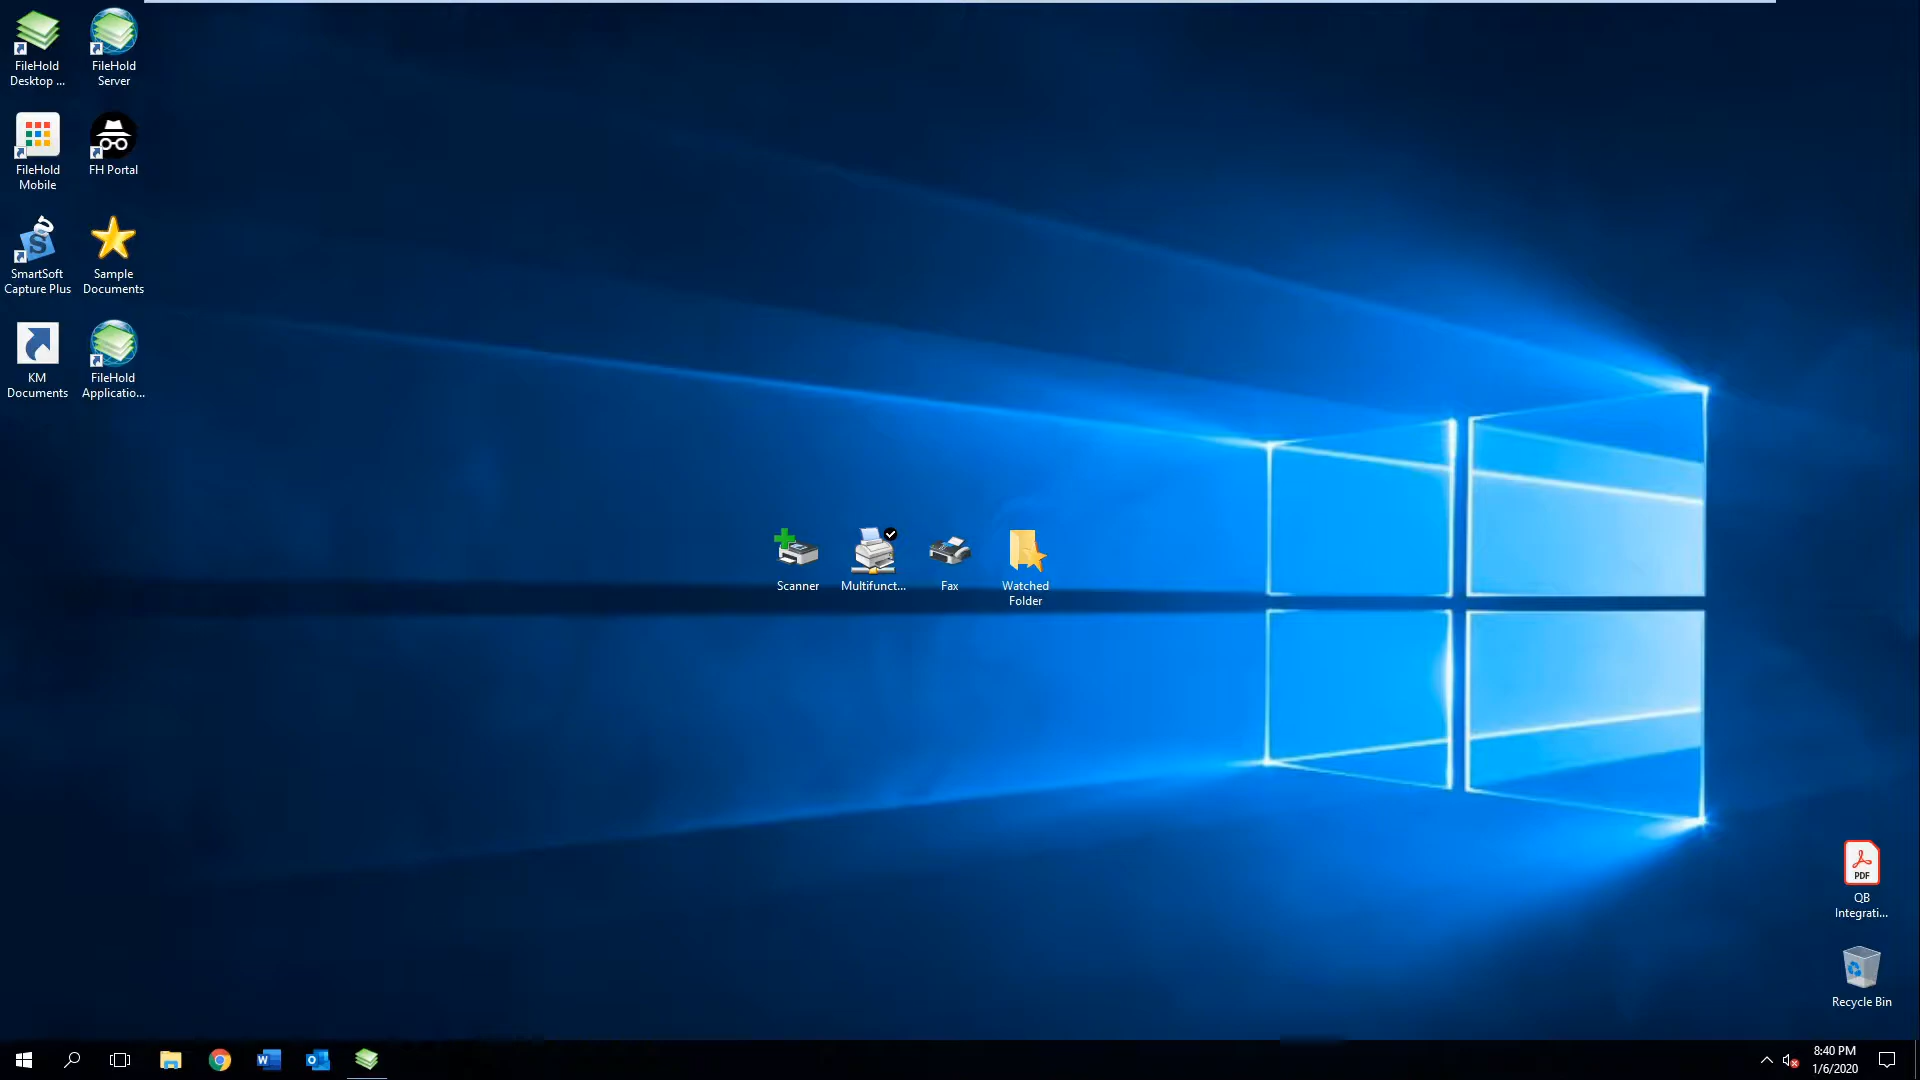 FileHold
Desktop ...
FileHold
Server
FileHold
Mobile
FH Portal
SmartSoft
Capture Plus
Sample
Documents
KM
Documents
FileHold
Applicatio...
Scanner
Multifunct...
Fax
Watched
Folder
PDF
QB
Integrati...
Recycle Bin
8:40 PM
1/6/2020